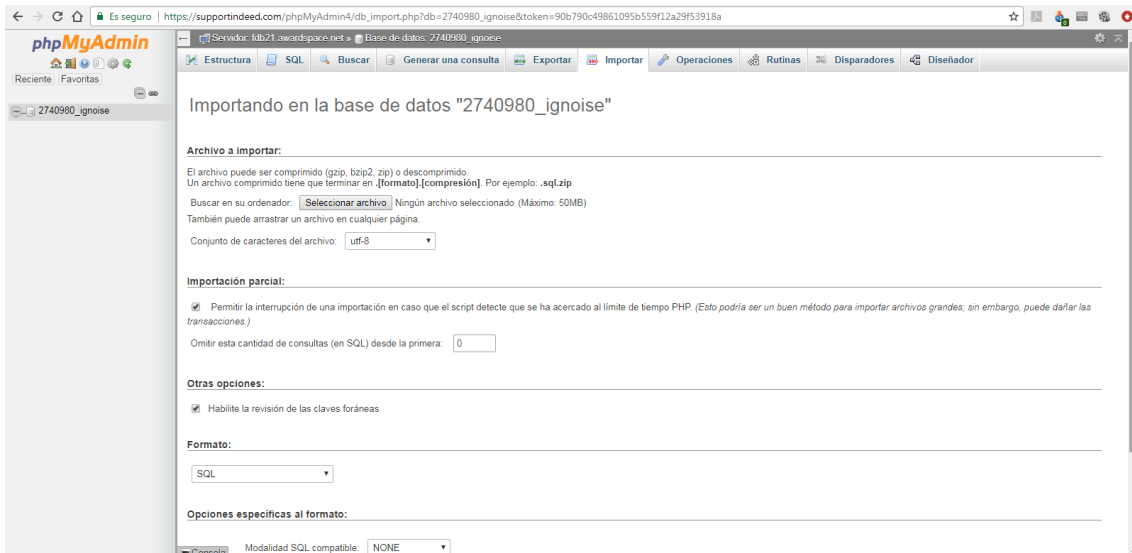 Es seguro | https://supportindeed.com/phpMyAdmin4/db_import.php?db=2740980_ignoise&token=90b790c49861095b559f12a29f53918a
phpMyAdmin
Reciente Favoritas
2740980_ignoise
Servidor: fdb21.awardspace.net » Base de datos: 2740980_ignoise
Estructura SQL Buscar Generar una consulta Exportar Importar Operaciones Rutinas Disparadores Diseñador
Importando en la base de datos "2740980_ignoise"
Archivo a importar:
El archivo puede ser comprimido (gzip, bzip2, zip) o descomprimido.
Un archivo comprimido tiene que terminar en .[formato].[compresión]. Por ejemplo: .sql.zip
Buscar en su ordenador: Seleccionar archivo Ningún archivo seleccionado (Máximo: 50MB)
También puede arrastrar un archivo en cualquier página.
Conjunto de caracteres del archivo: utf-8
Importación parcial:
Permitir la interrupción de una importación en caso que el script detecte que se ha acercado al límite de tiempo PHP. (Esto podría ser un buen método para importar archivos grandes; sin embargo, puede dañar las
transacciones.)
Omitir esta cantidad de consultas (en SQL) desde la primera: 0
Otras opciones:
Habilite la revisión de las claves foráneas
Formato:
SQL
Opciones específicas al formato:
Consola Modalidad SQL compatible: NONE